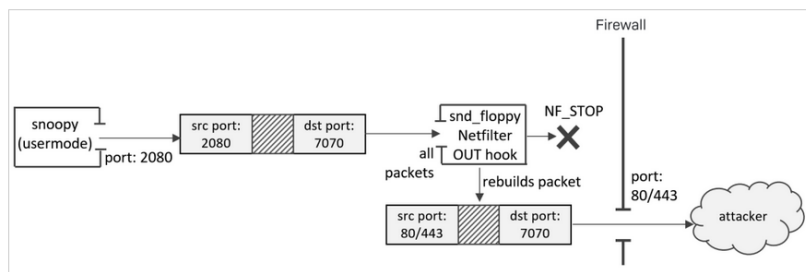 Firewall
snoopy
(usermode)
port: 2080
src port:
2080
dst port:
7070
all
packets
snd_floppy
Netfilter
OUT hook
NF_STOP
rebuilds packet
src port:
80/443
dst port:
7070
port:
80/443
attacker